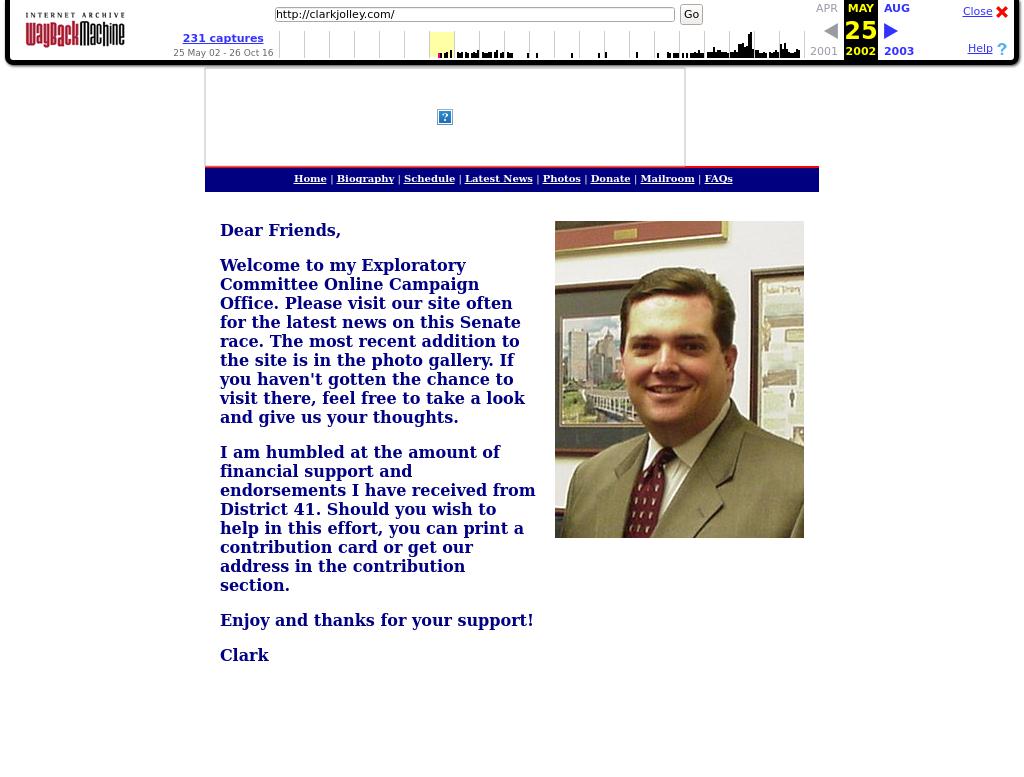 INTERNET ARCHIVE
WayBackMachine
231 captures
25 May 02 - 26 Oct 16
http://clarkjolley.com/
Go
APR
MAY
AUG
25
2001
2002
2003
Close
Help ?
?
Home | Biography | Schedule | Latest News | Photos | Donate | Mailroom | FAQs
Dear Friends,
Welcome to my Exploratory
Committee Online Campaign
Office. Please visit our site often
for the latest news on this Senate
race. The most recent addition to
the site is in the photo gallery. If
you haven't gotten the chance to
visit there, feel free to take a look
and give us your thoughts.
I am humbled at the amount of
financial support and
endorsements I have received from
District 41. Should you wish to
help in this effort, you can print a
contribution card or get our
address in the contribution
section.
Enjoy and thanks for your support!
Clark